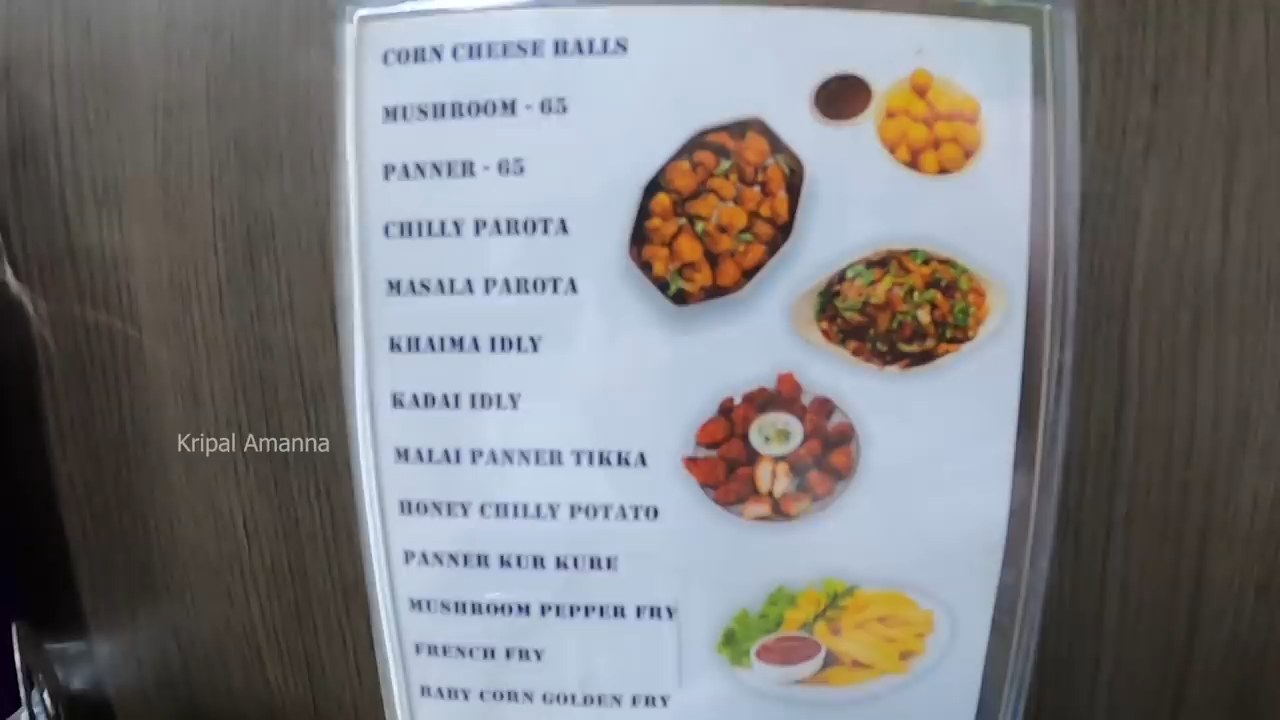 CORN CHEESE BALLS
MUSHROOM - 65
PANNER - 65
CHILLY PAROTA
MASALA PAROTA
KHAIMA IDLY
KADAI IDLY
MALAI PANNER TIKKA
HONEY CHILLY POTATO
PANNER KUR KURE
MUSHROOM PEPPER FRY
FRENCH FRY
BABY CORN GOLDEN FRY
Kripal Amanna